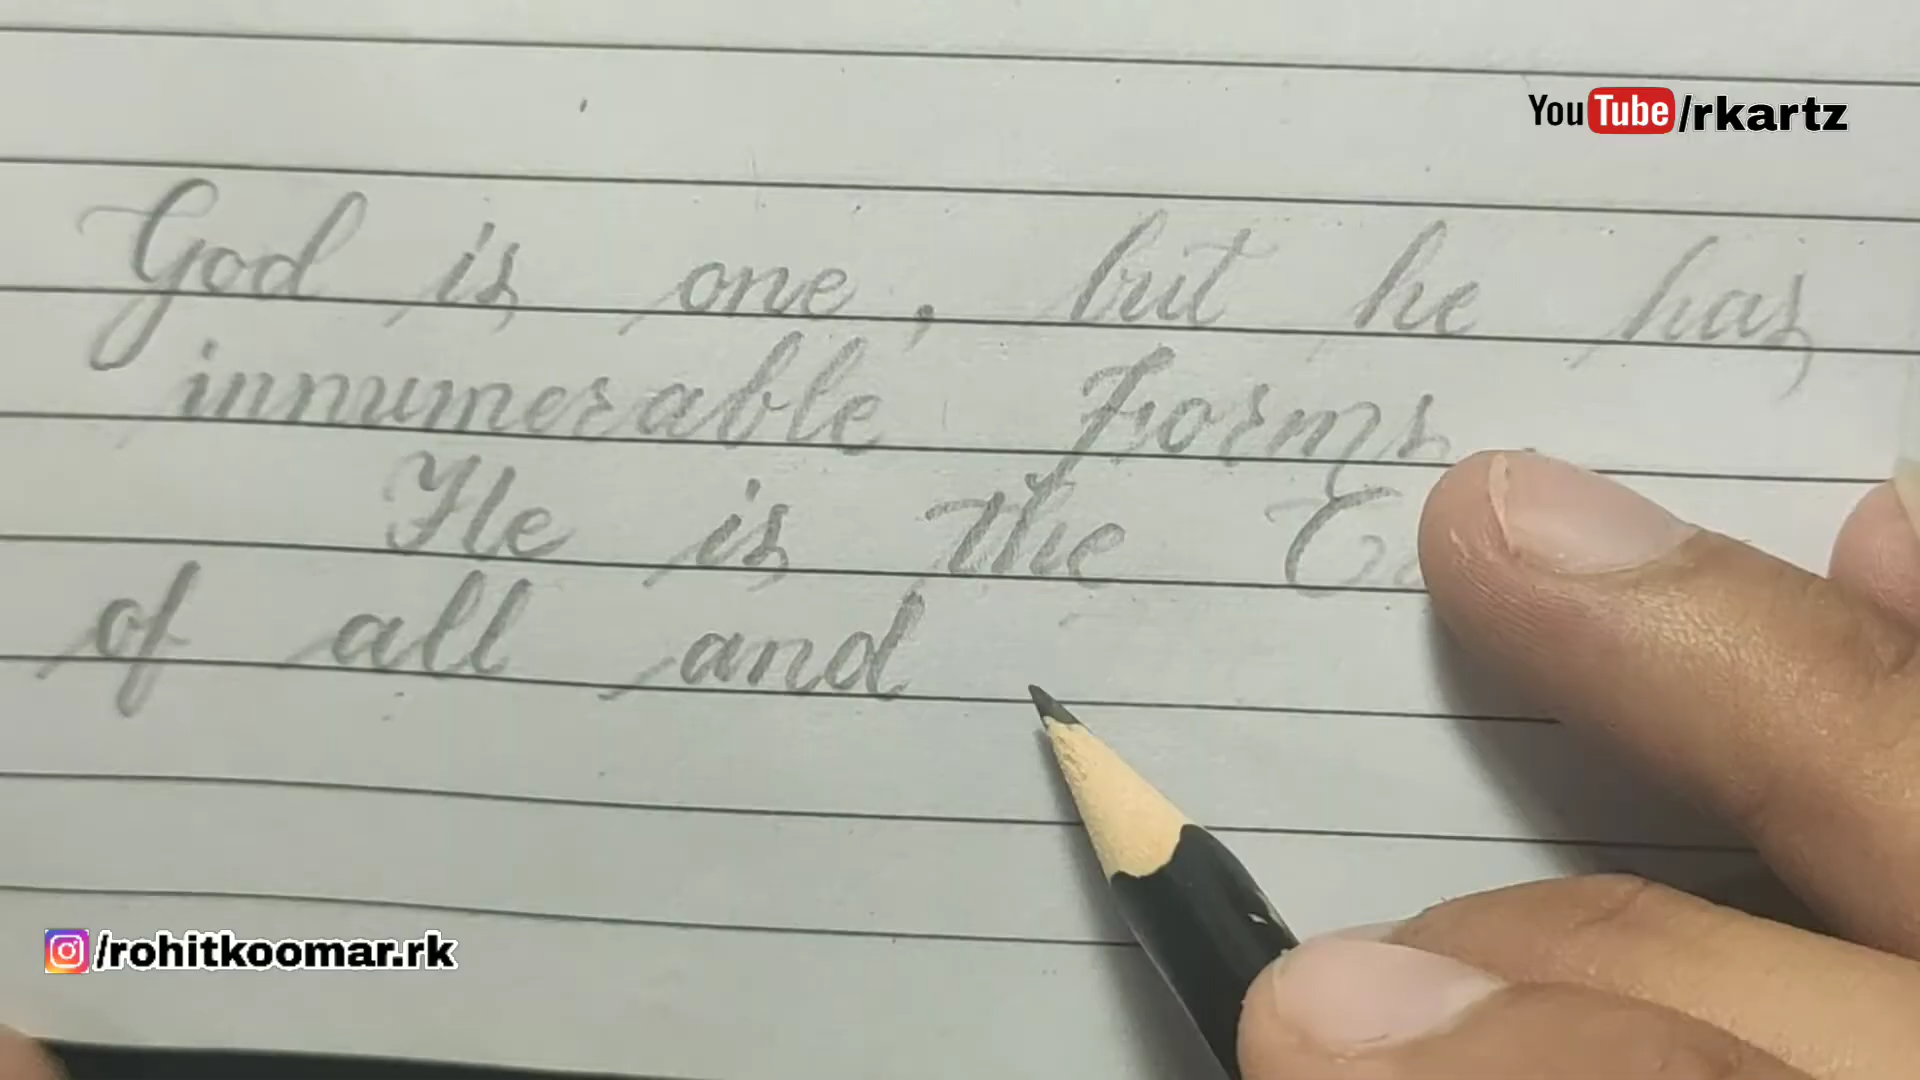 YouTube/rkartz
God is one, but he has
innumerable Forms
He is the
of all and
/rohitkoomar.rk